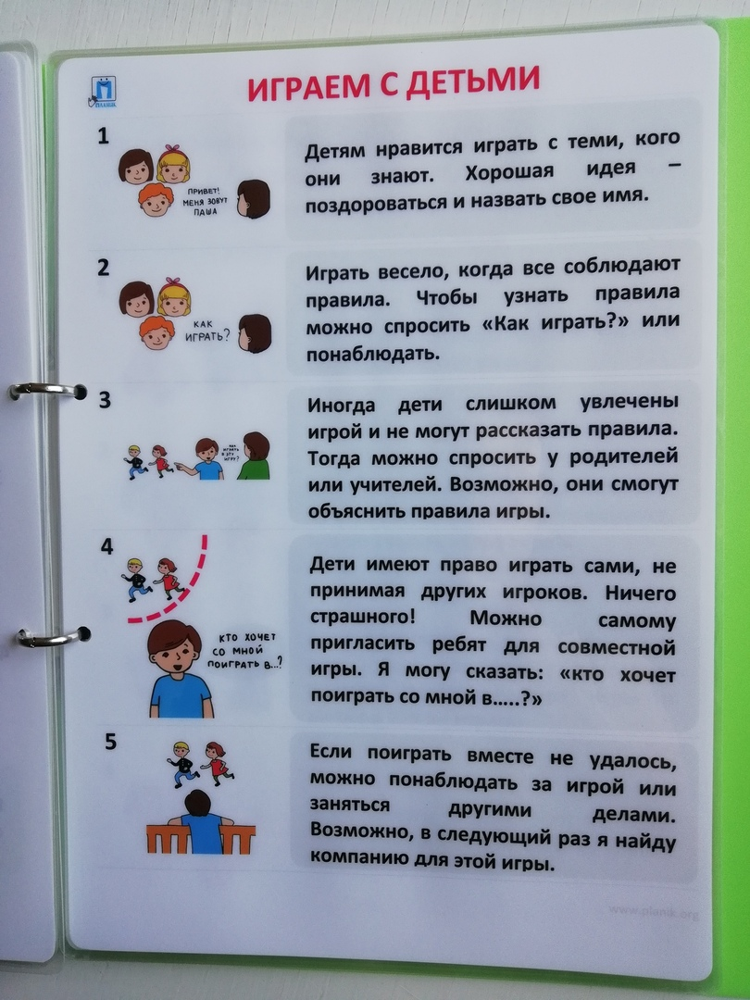 ПЛАНІК
ИГРАЕМ С ДЕТЬМИ
1
ПРИВЕТ!
МЕНЯ ЗОВУТ
ПАША
Детям нравится играть с теми, кого
они знают. Хорошая идея –
поздороваться и назвать свое имя.
2
КАК
ИГРАТЬ?
Играть весело, когда все соблюдают
правила. Чтобы узнать правила
можно спросить «Как играть?» или
понаблюдать.
3
КАК
ИГРАТЬ
В ЭТУ
ИГРУ?
Иногда дети слишком увлечены
игрой и не могут рассказать правила.
Тогда можно спросить у родителей
или учителей. Возможно, они смогут
объяснить правила игры.
4
КТО ХОЧЕТ
СО МНОЙ
ПОИГРАТЬ В...?
Дети имеют право играть сами, не
принимая других игроков. Ничего
страшного! Можно самому
пригласить ребят для совместной
игры. Я могу сказать: «кто хочет
поиграть со мной в.....?»
5
Если поиграть вместе не удалось,
можно понаблюдать за игрой или
заняться другими делами.
Возможно, в следующий раз я найду
компанию для этой игры.
www.planik.org